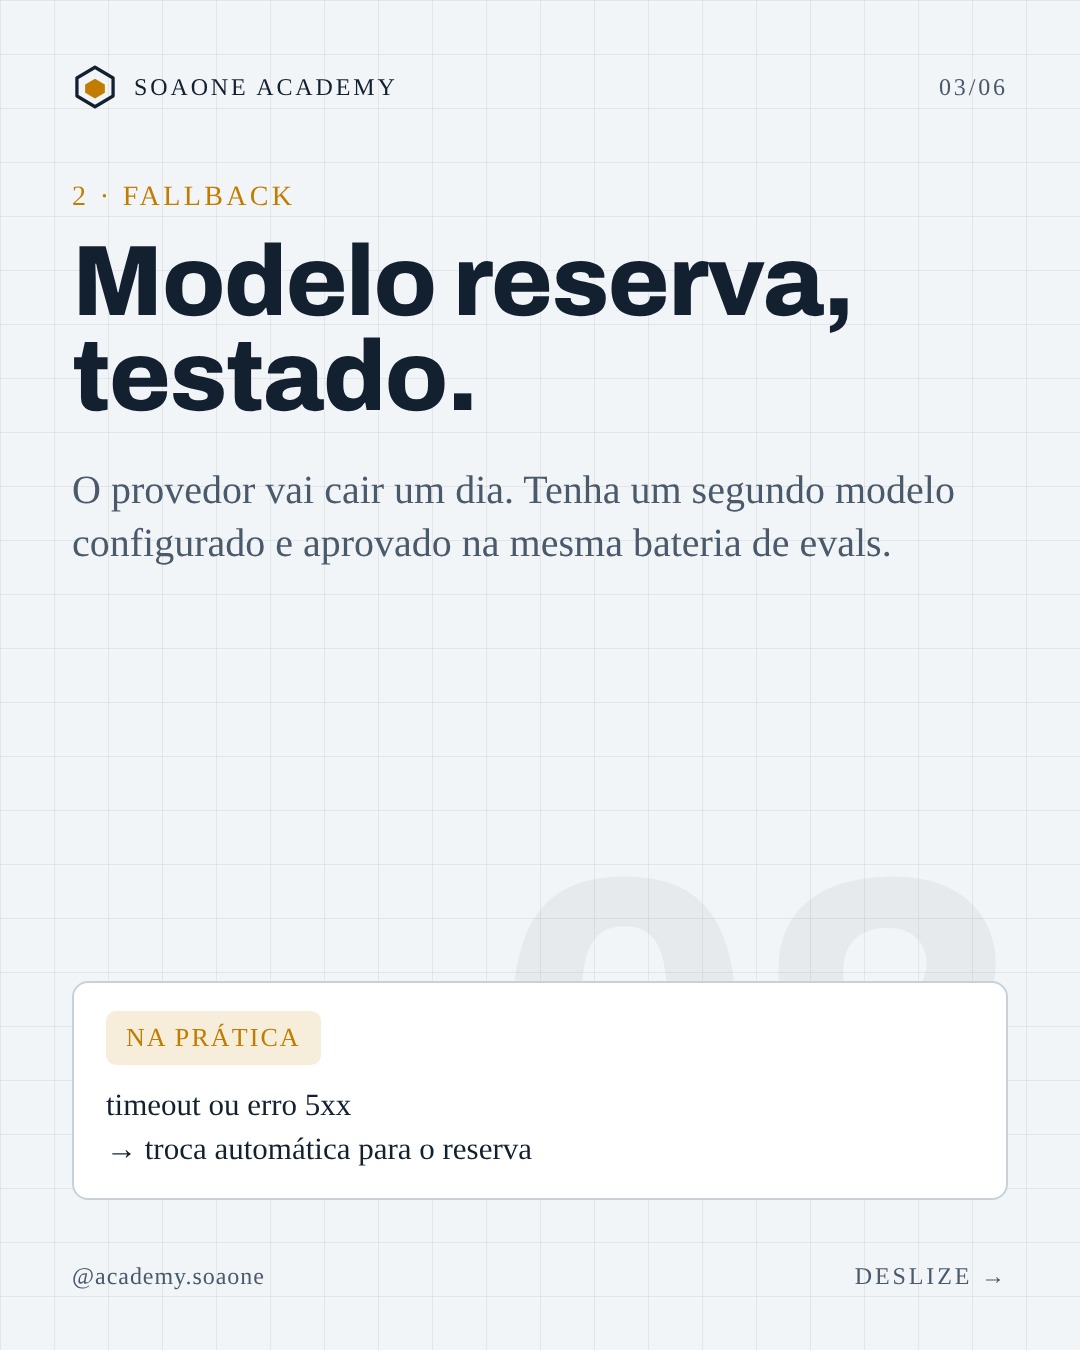 SOAONE ACADEMY
03/06
2 · FALLBACK
Modelo reserva,
testado.
O provedor vai cair um dia. Tenha um segundo modelo
configurado e aprovado na mesma bateria de evals.
NA PRÁTICA
timeout ou erro 5xx
→ troca automática para o reserva
@academy.soaone
DESLIZE →